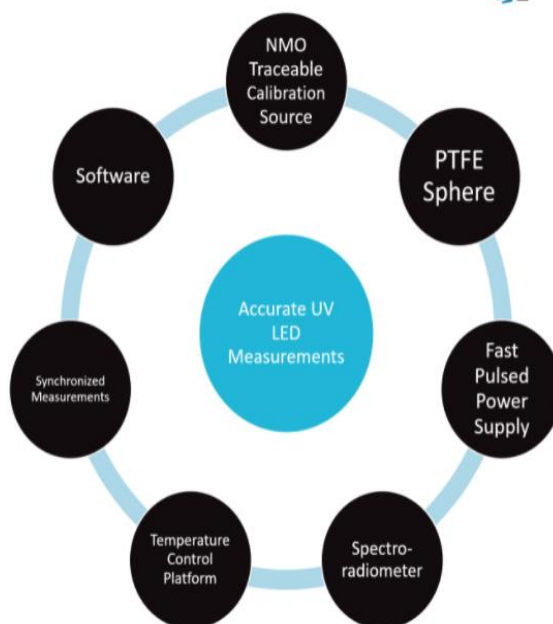 NMO
Traceable
Calibration
Source
PTFE
Sphere
Fast
Pulsed
Power
Supply
Spectro-
radiometer
Temperature
Control
Platform
Synchronized
Measurements
Software
Accurate UV
LED
Measurements